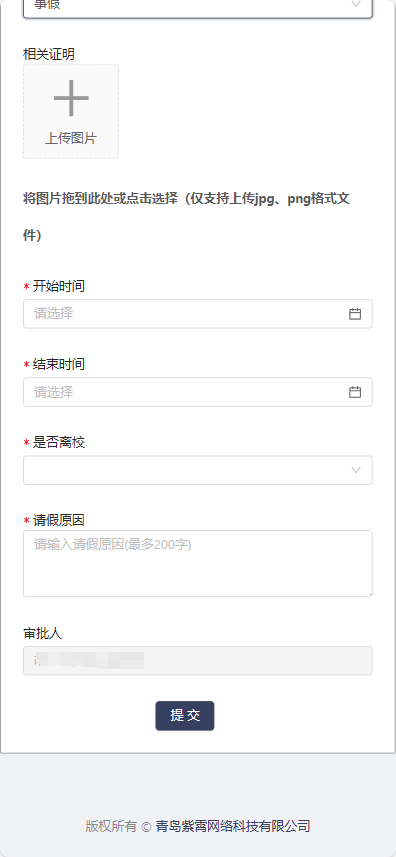 事假
相关证明
上传图片
将图片拖到此处或点击选择（仅支持上传jpg、png格式文
件）
* 开始时间
请选择
* 结束时间
请选择
* 是否离校
* 请假原因
请输入请假原因(最多200字)
审批人
提 交
版权所有 © 青岛紫霄网络科技有限公司